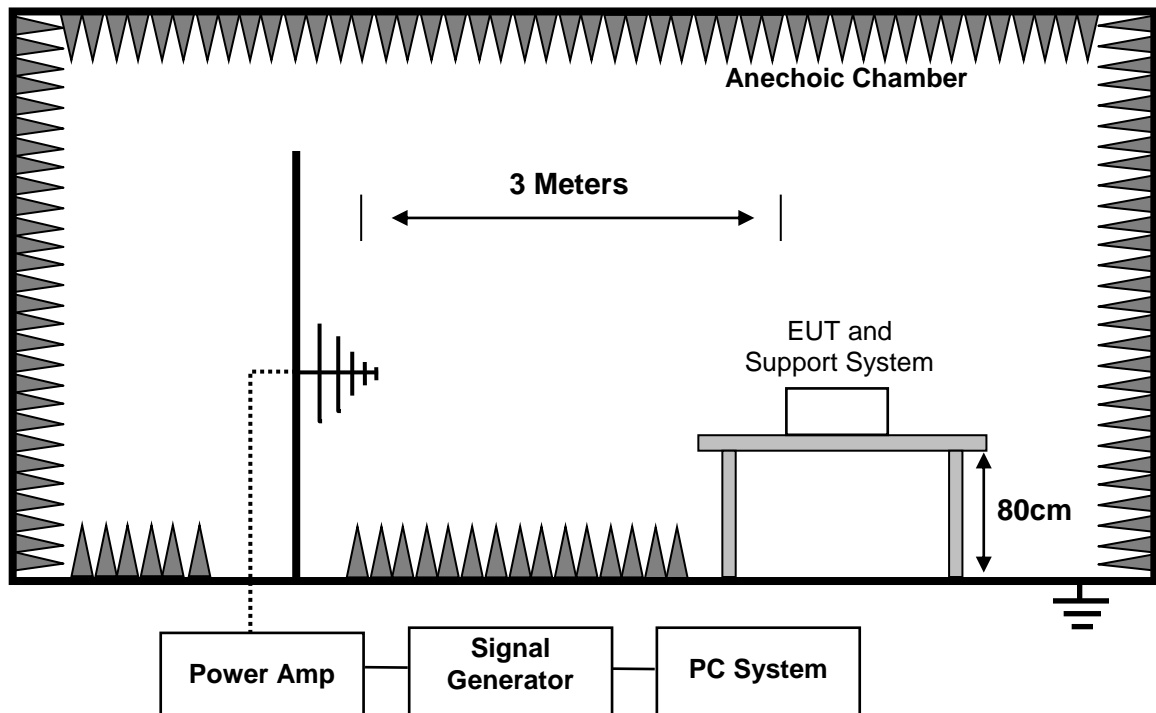 Anechoic Chamber
3 Meters
EUT and
Support System
80cm
Power Amp
Signal
Generator
PC System